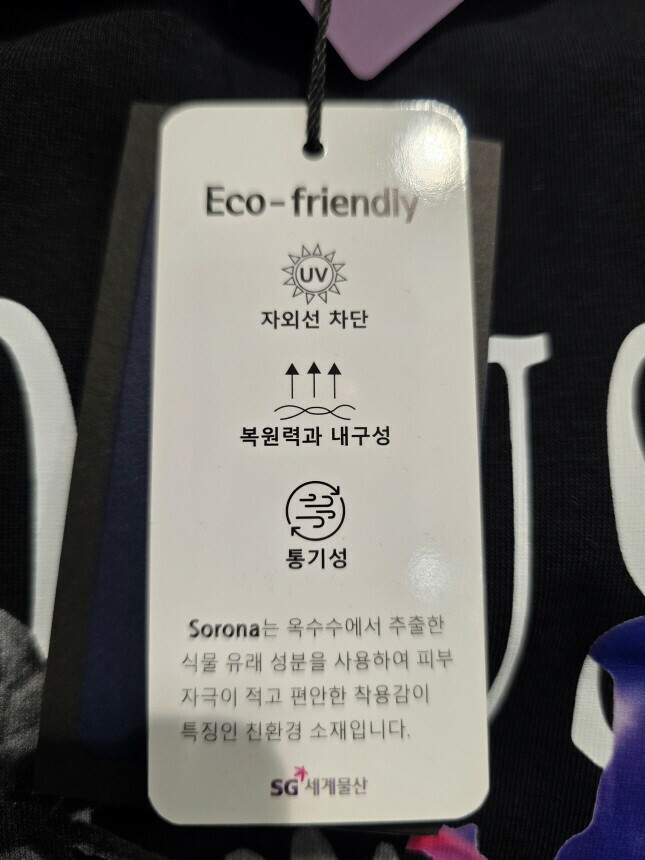 Eco-friendly
UV
자외선 차단
복원력과 내구성
통기성
Sorona는 옥수수에서 추출한
식물 유래 성분을 사용하여 피부
자극이 적고 편안한 착용감이
특징인 친환경 소재입니다.
SG 세계물산